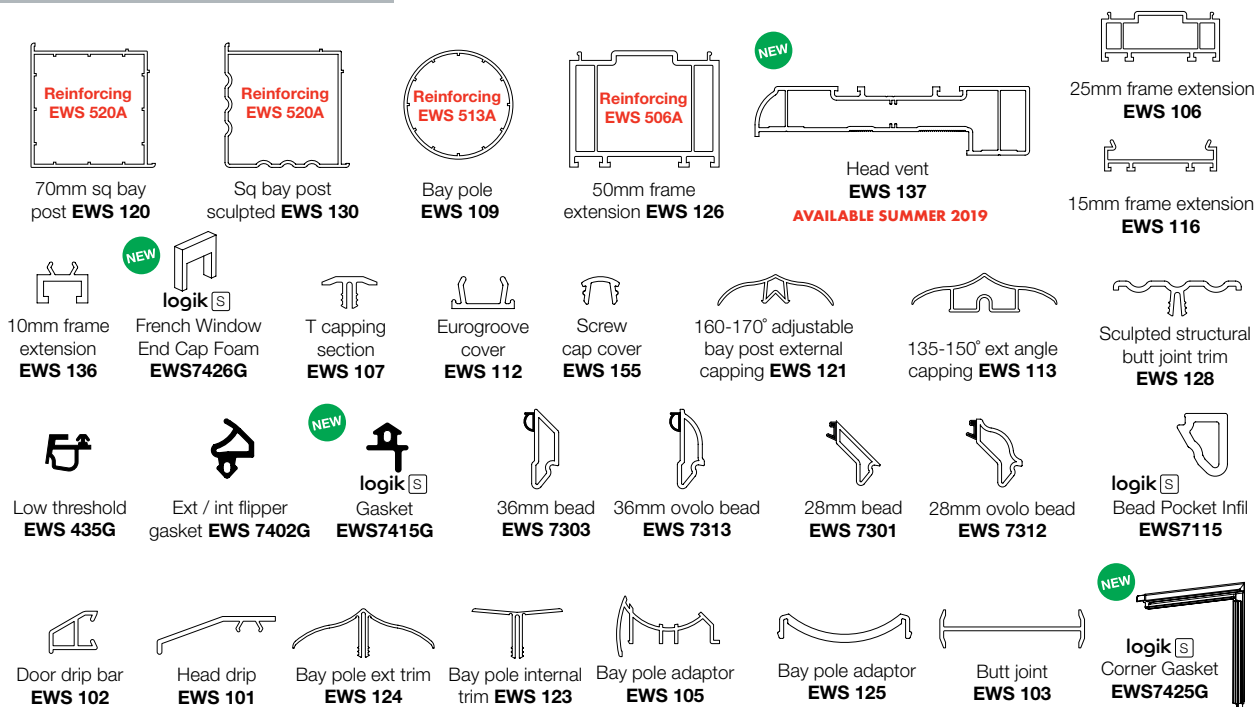 Reinforcing
EWS 520A
70mm sq bay
post EWS 120
Reinforcing
EWS 520A
Sq bay post
sculpted EWS 130
Reinforcing
EWS 513A
Bay pole
EWS 109
Reinforcing
EWS 506A
50mm frame
extension EWS 126
NEW
Head vent
EWS 137
AVAILABLE SUMMER 2019
25mm frame extension
EWS 106
15mm frame extension
EWS 116
10mm frame
extension
EWS 136
NEW
logik S
French Window
End Cap Foam
EWS7426G
T capping
section
EWS 107
Eurogroove
cover
EWS 112
Screw
cap cover
EWS 155
160-170° adjustable
bay post external
capping EWS 121
135-150° ext angle
capping EWS 113
Sculpted structural
butt joint trim
EWS 128
Low threshold
EWS 435G
Ext / int flipper
gasket EWS 7402G
NEW
logik S
Gasket
EWS7415G
36mm bead
EWS 7303
36mm ovolo bead
EWS 7313
28mm bead
EWS 7301
28mm ovolo bead
EWS 7312
logik S
Bead Pocket Infil
EWS7115
Door drip bar
EWS 102
Head drip
EWS 101
Bay pole ext trim
EWS 124
Bay pole internal
trim EWS 123
Bay pole adaptor
EWS 105
Bay pole adaptor
EWS 125
Butt joint
EWS 103
NEW
logik S
Corner Gasket
EWS7425G